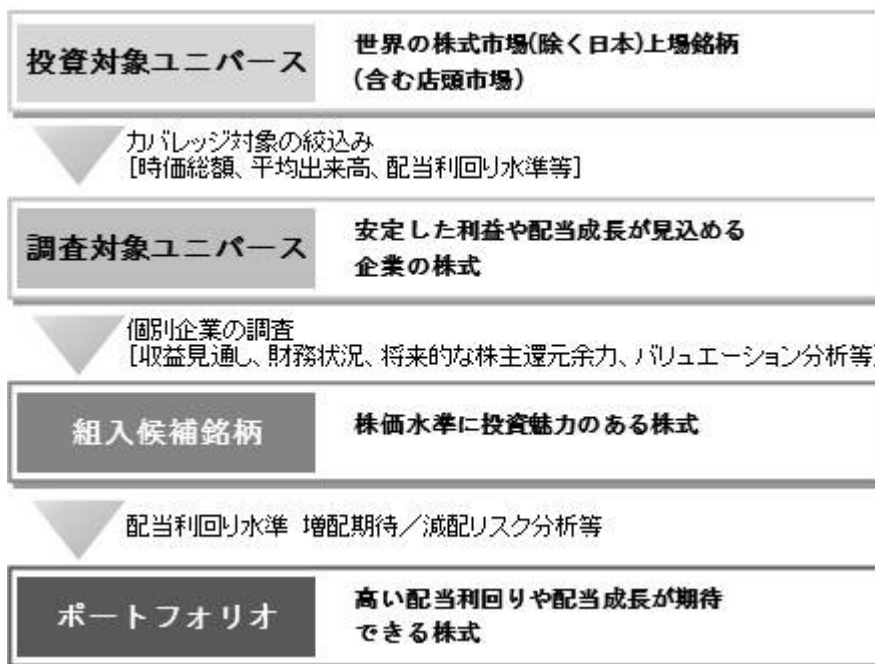 投資対象ユニバース
世界の株式市場(除く日本)上場銘柄
(含む店頭市場)
カバレッジ対象の絞込み
[時価総額、平均出来高、配当利回り水準等]
調査対象ユニバース
安定した利益や配当成長が見込める
企業の株式
個別企業の調査
[収益見通し、財務状況、将来的な株主還元余力、バリュエーション分析等]
組入候補銘柄
株価水準に投資魅力のある株式
配当利回り水準 増配期待／減配リスク分析等
ポートフォリオ
高い配当利回りや配当成長が期待
できる株式